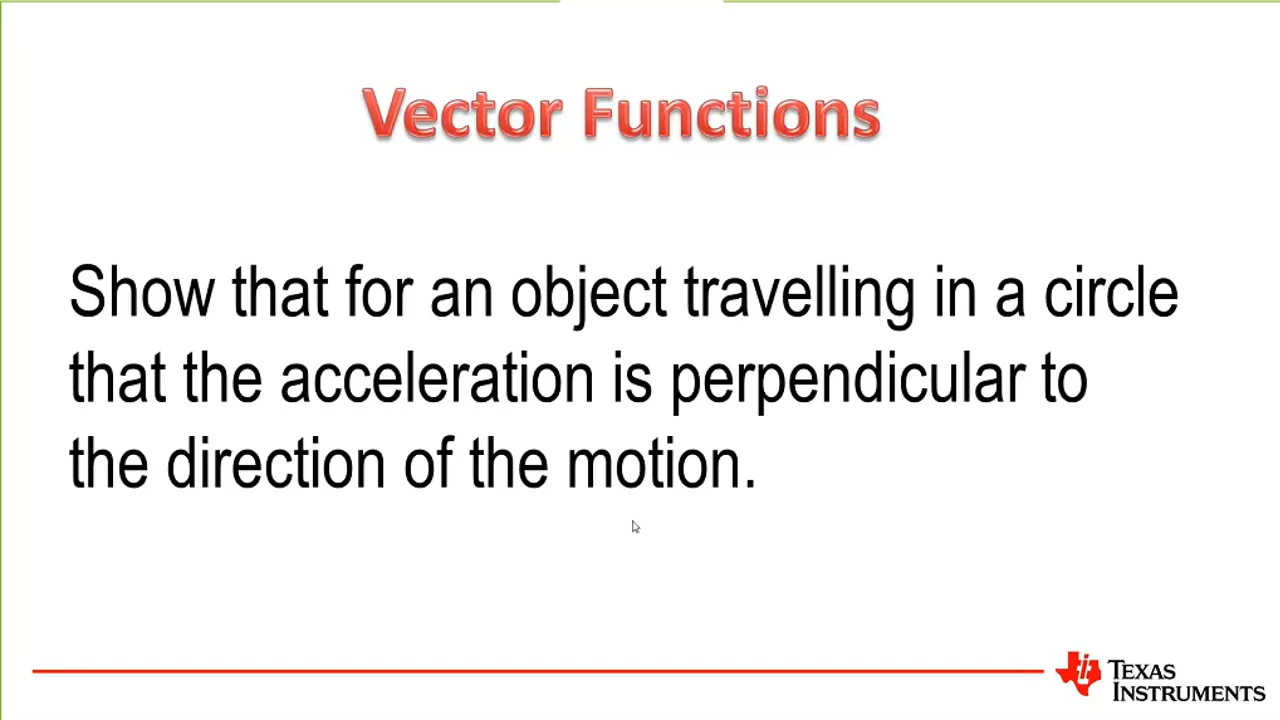 Vector Functions
Show that for an object travelling in a circle
that the acceleration is perpendicular to
the direction of the motion.
TEXAS
INSTRUMENTS